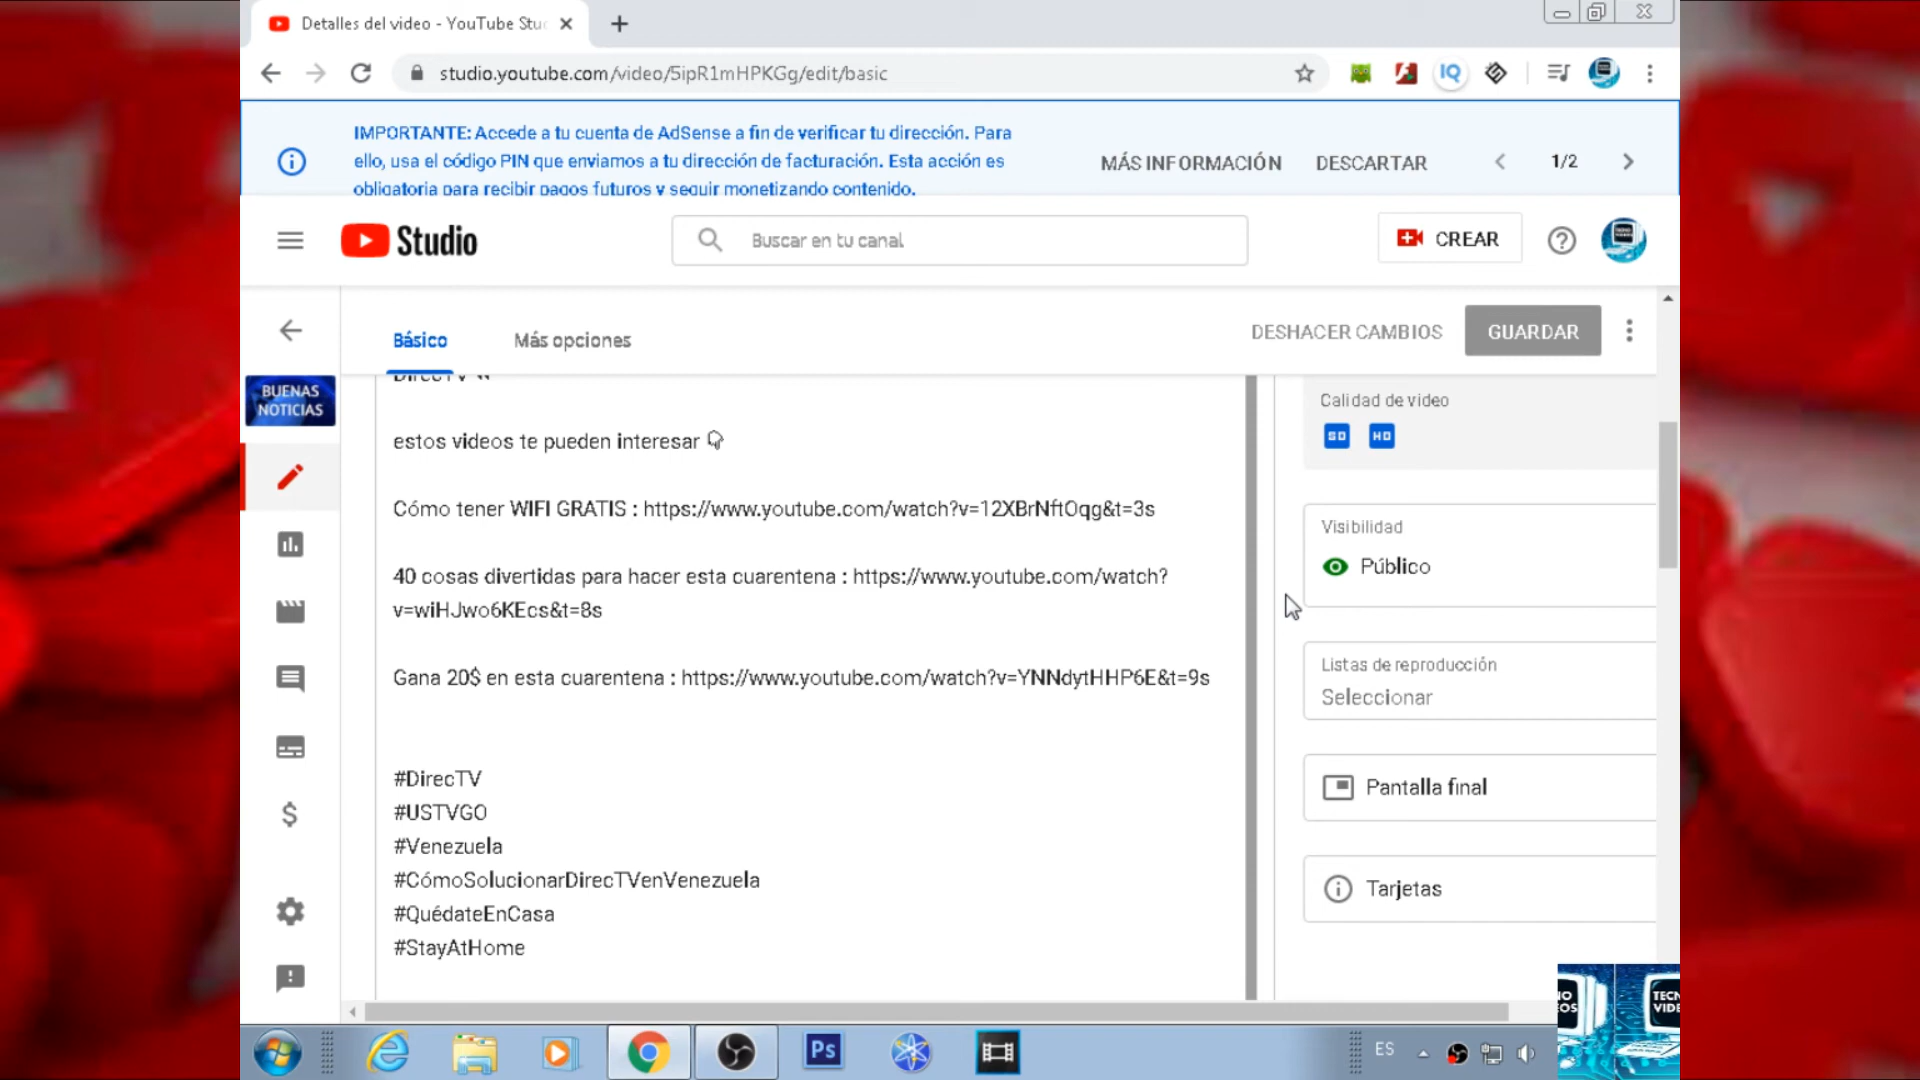 Detalles del video - YouTube Stu
studio.youtube.com/video/5ipR1mHPKGg/edit/basic
IQ
IMPORTANTE: Accede a tu cuenta de AdSense a fin de verificar tu dirección. Para
ello, usa el código PIN que enviamos a tu dirección de facturación. Esta acción es
obligatoria para recibir pagos futuros y seguir monetizando contenido.
MÁS INFORMACIÓN
DESCARTAR
1/2
Studio
Buscar en tu canal
CREAR
Básico
Más opciones
DESHACER CAMBIOS
GUARDAR
BUENAS
NOTICIAS
DirecTV
estos videos te pueden interesar
Cómo tener WIFI GRATIS : https://www.youtube.com/watch?v=12XBrNftOqg&t=3s
40 cosas divertidas para hacer esta cuarentena : https://www.youtube.com/watch?
v=wiHJwo6KEcs&t=8s
Gana 20$ en esta cuarentena : https://www.youtube.com/watch?v=YNNdytHHP6E&t=9s
#DirecTV
#USTVGO
#Venezuela
#CómoSolucionarDirecTVenVenezuela
#QuédateEnCasa
#StayAtHome
Calidad de video
SD HD
Visibilidad
Público
Listas de reproducción
Seleccionar
Pantalla final
Tarjetas
Ps
ES